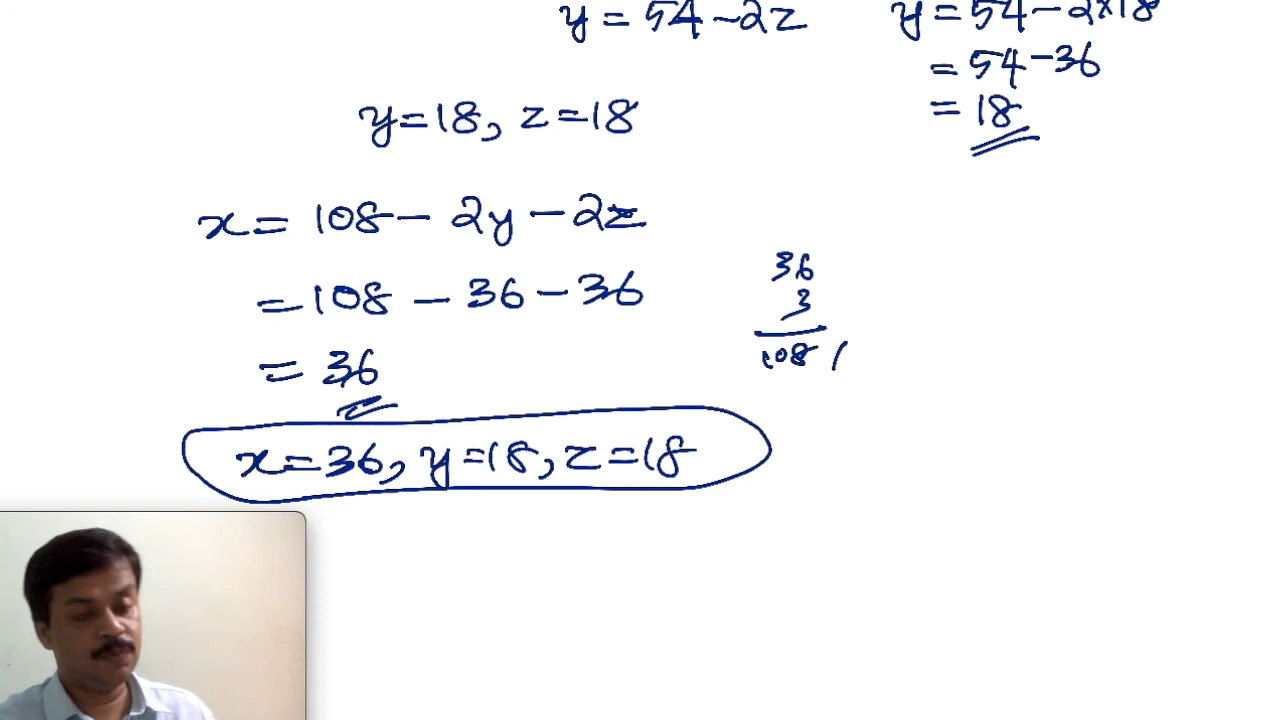 y = 54 - 2z
y = 54 - 2×18
= 54 - 36
= 18
y = 18, z = 18
x = 108 - 2y - 2z
= 108 - 36 - 36
= 36
36
3
108
x = 36, y = 18, z = 18